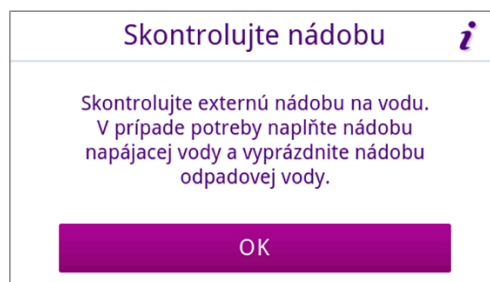 Skontrolujte nádobu i
Skontrolujte externú nádobu na vodu.
V prípade potreby naplňte nádobu
napájacej vody a vyprázdnite nádobu
odpadovej vody.
OK